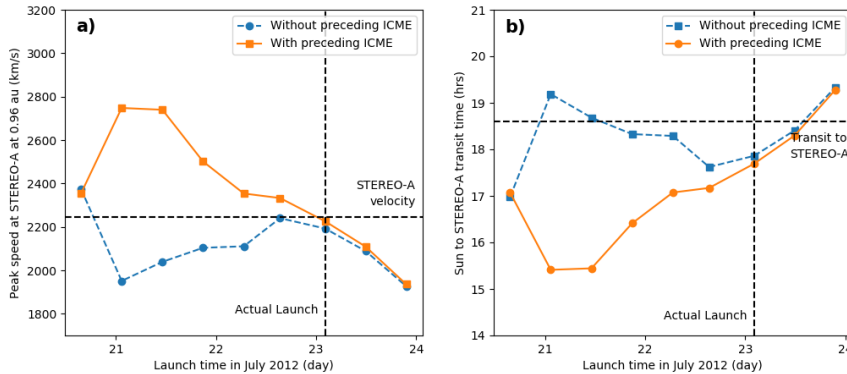 a)
Without preceding ICME
With preceding ICME
STEREO-A
velocity
Actual Launch
Peak speed at STEREO-A at 0.96 au (km/s)
3200
3000
2800
2600
2400
2200
2000
1800
21
22
23
24
Launch time in July 2012 (day)
b)
Without preceding ICME
With preceding ICME
Transit to
STEREO-A
Actual Launch
Sun to STEREO-A transit time (hrs)
21
20
19
18
17
16
15
14
21
22
23
24
Launch time in July 2012 (day)